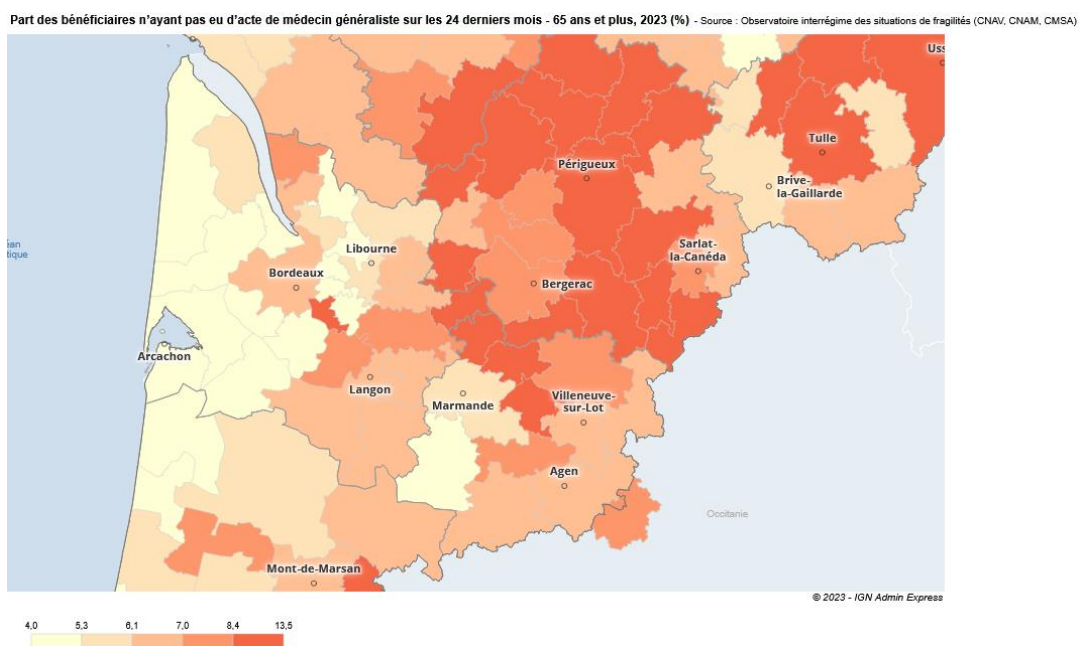 Part des bénéficiaires n'ayant pas eu d'acte de médecin généraliste sur les 24 derniers mois - 65 ans et plus, 2023 (%) - Source : Observatoire interrégime des situations de fragilités (CNAV, CNAM, CMSA)
Uss
Tulle
Périgueux
Brive-
la-Gaillarde
éan
tique
Libourne
Sarlat-
la-Canéda
Bordeaux
Bergerac
Arcachon
Langon
Marmande
Villeneuve-
sur-Lot
Agen
Occitanie
Mont-de-Marsan
© 2023 - IGN Admin Express
4,0 5,3 6,1 7,0 8,4 13,5